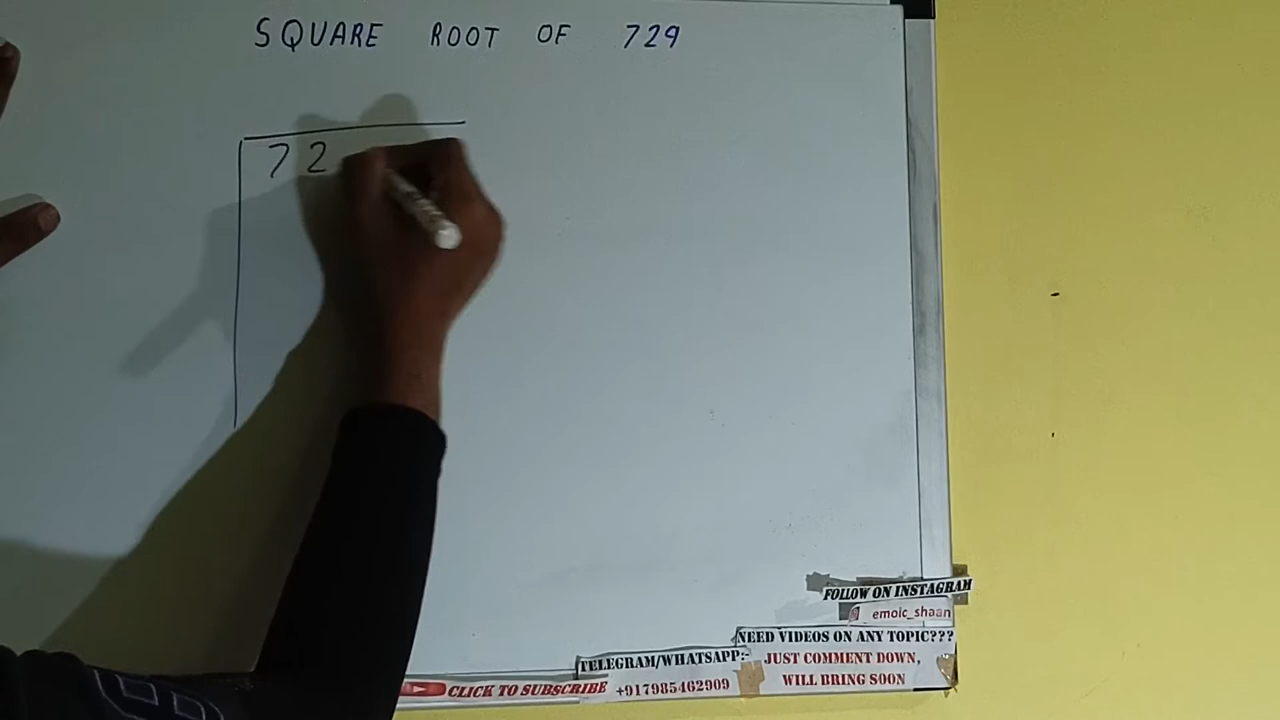 SQUARE ROOT OF 729
72
FOLLOW ON INSTAGRAM
emoic_shaan
NEED VIDEOS ON ANY TOPIC???
JUST COMMENT DOWN,
WILL BRING SOON
TELEGRAM/WHATSAPP:-
+917985462909
CLICK TO SUBSCRIBE